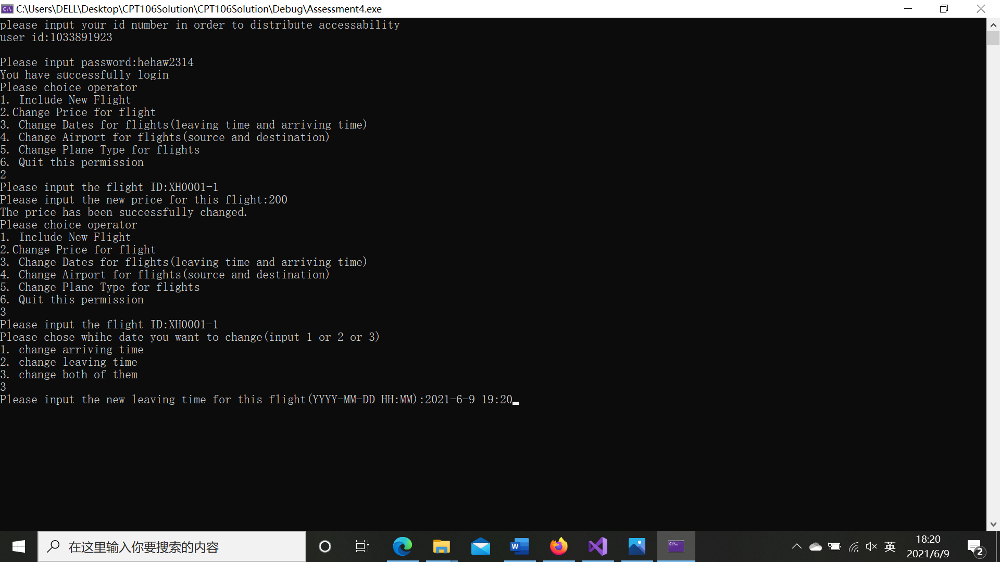 C:\Users\DELL\Desktop\CPT106Solution\CPT106Solution\Debug\Assessment4.exe
please input your id number in order to distribute accessability
user id:1033891923
Please input password:hehaw2314
You have successfully login
Please choice operator
1. Include New Flight
2.Change Price for flight
3. Change Dates for flights(leaving time and arriving time)
4. Change Airport for flights(source and destination)
5. Change Plane Type for flights
6. Quit this permission
2
Please input the flight ID:XH0001-1
Please input the new price for this flight:200
The price has been successfully changed.
Please choice operator
1. Include New Flight
2.Change Price for flight
3. Change Dates for flights(leaving time and arriving time)
4. Change Airport for flights(source and destination)
5. Change Plane Type for flights
6. Quit this permission
3
Please input the flight ID:XH0001-1
Please chose whihc date you want to change(input 1 or 2 or 3)
1. change arriving time
2. change leaving time
3. change both of them
3
Please input the new leaving time for this flight(YYYY-MM-DD HH:MM):2021-6-9 19:20
在这里输入你要搜索的内容
英
18:20
2021/6/9
2